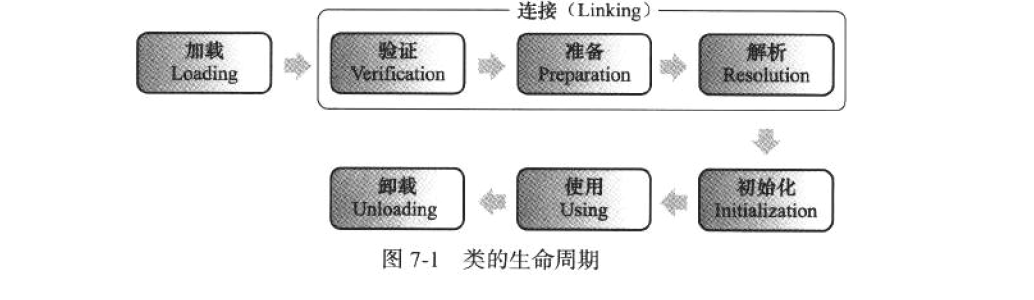 连接（Linking）
加载
Loading
验证
Verification
准备
Preparation
解析
Resolution
卸载
Unloading
使用
Using
初始化
Initialization
图 7-1 类的生命周期